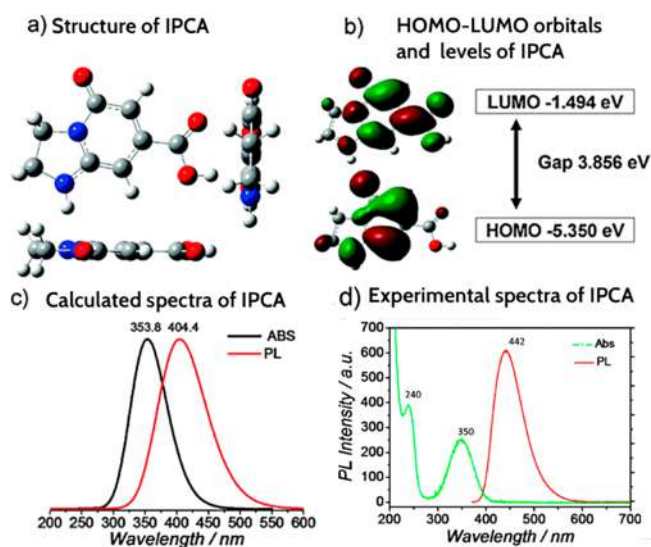 a) Structure of IPCA
b) HOMO-LUMO orbitals
and levels of IPCA
LUMO -1.494 eV
Gap 3.856 eV
HOMO -5.350 eV
c) Calculated spectra of IPCA
353.8 404.4
ABS
PL
200 250 300 350 400 450 500 550 600
Wavelength / nm
d) Experimental spectra of IPCA
PL Intensity / a.u.
700
600
500
400
300
200
100
0
442
Abs
PL
240
350
200 300 400 500 600 700
Wavelength / nm